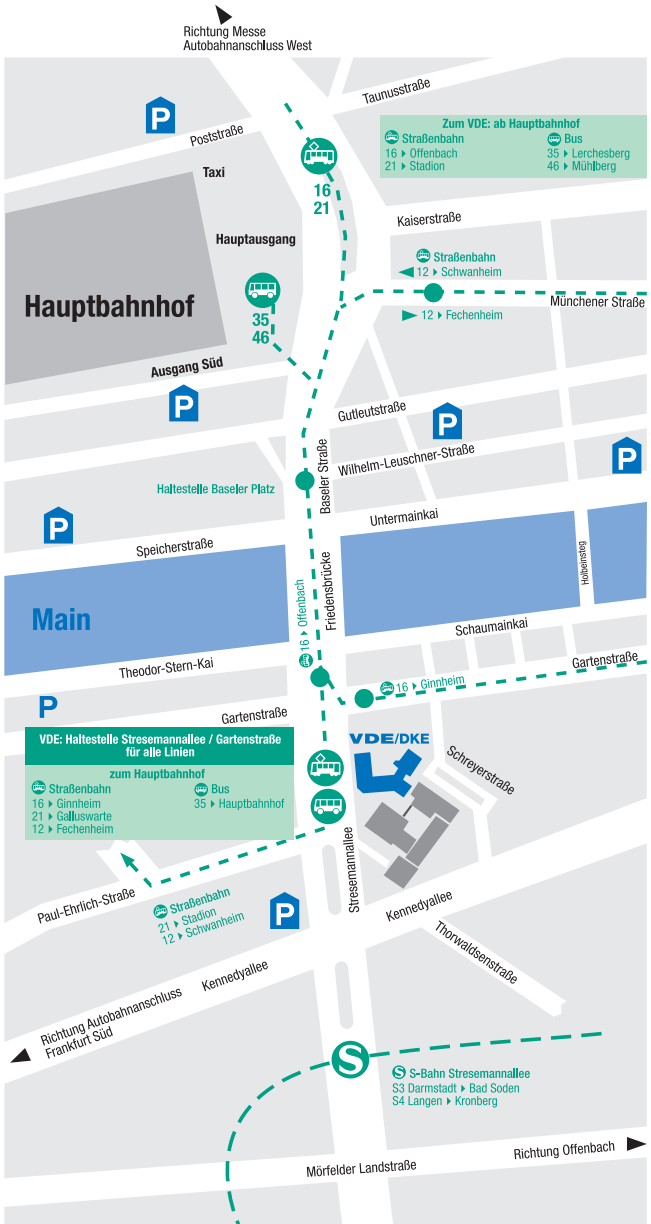 Richtung Messe
Autobahnanschluss West
Taunusstraße
P
Poststraße
Zum VDE: ab Hauptbahnhof
Straßenbahn
16 ▸ Offenbach
21 ▸ Stadion
Bus
35 ▸ Lerchesberg
46 ▸ Mühlberg
Taxi
16
21
Kaiserstraße
Hauptausgang
Straßenbahn
12 ▸ Schwanheim
Hauptbahnhof
Münchener Straße
12 ▸ Fechenheim
35
46
Ausgang Süd
P
Gutleutstraße
P
Baseler Straße
Wilhelm-Leuschner-Straße
P
Haltestelle Baseler Platz
P
Untermainkai
Speicherstraße
Holbeinsteg
Friedensbrücke
Main
16 ▸ Offenbach
Schaumainkai
Theodor-Stern-Kai
Gartenstraße
16 ▸ Ginnheim
P
Gartenstraße
VDE: Haltestelle Stresemannallee / Gartenstraße
für alle Linien
zum Hauptbahnhof
Straßenbahn
16 ▸ Ginnheim
21 ▸ Galluswarte
12 ▸ Fechenheim
Bus
35 ▸ Hauptbahnhof
VDE/DKE
Schreyerstraße
Stresemannallee
Paul-Ehrlich-Straße
Straßenbahn
21 ▸ Stadion
12 ▸ Schwanheim
P
Kennedyallee
Thorwaldsenstraße
Kennedyallee
Richtung Autobahnanschluss
Frankfurt Süd
S
S S-Bahn Stresemannallee
S3 Darmstadt ▸ Bad Soden
S4 Langen ▸ Kronberg
Richtung Offenbach
Mörfelder Landstraße